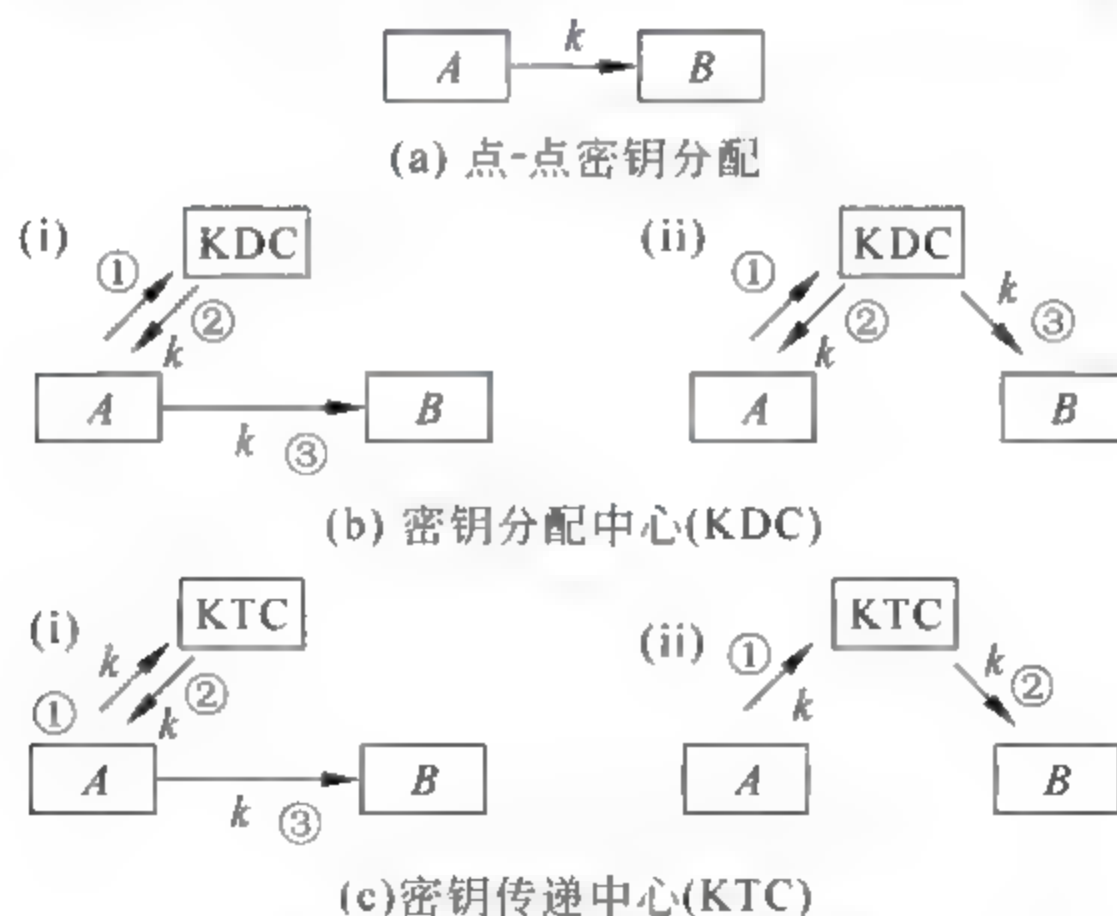 k
A B
(a) 点-点密钥分配
(i) KDC (ii) KDC
① ② k ① ② k k ③
A B A B
k ③
(b) 密钥分配中心(KDC)
(i) KTC (ii) KTC
k ① ② k ① k k ②
A B A B
k ③
(c)密钥传递中心(KTC)